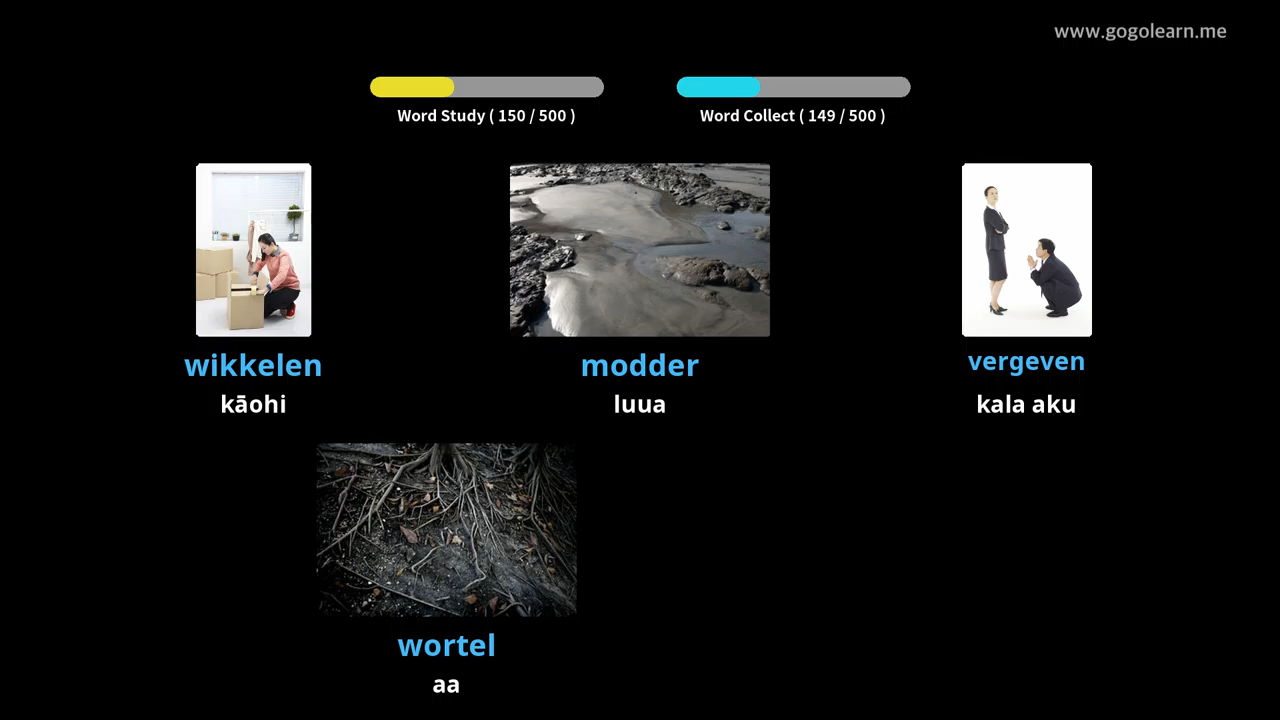 www.gogolearn.me
Word Study ( 150 / 500 )
Word Collect ( 149 / 500 )
wikkelen
kāohi
modder
luua
vergeven
kala aku
wortel
aa